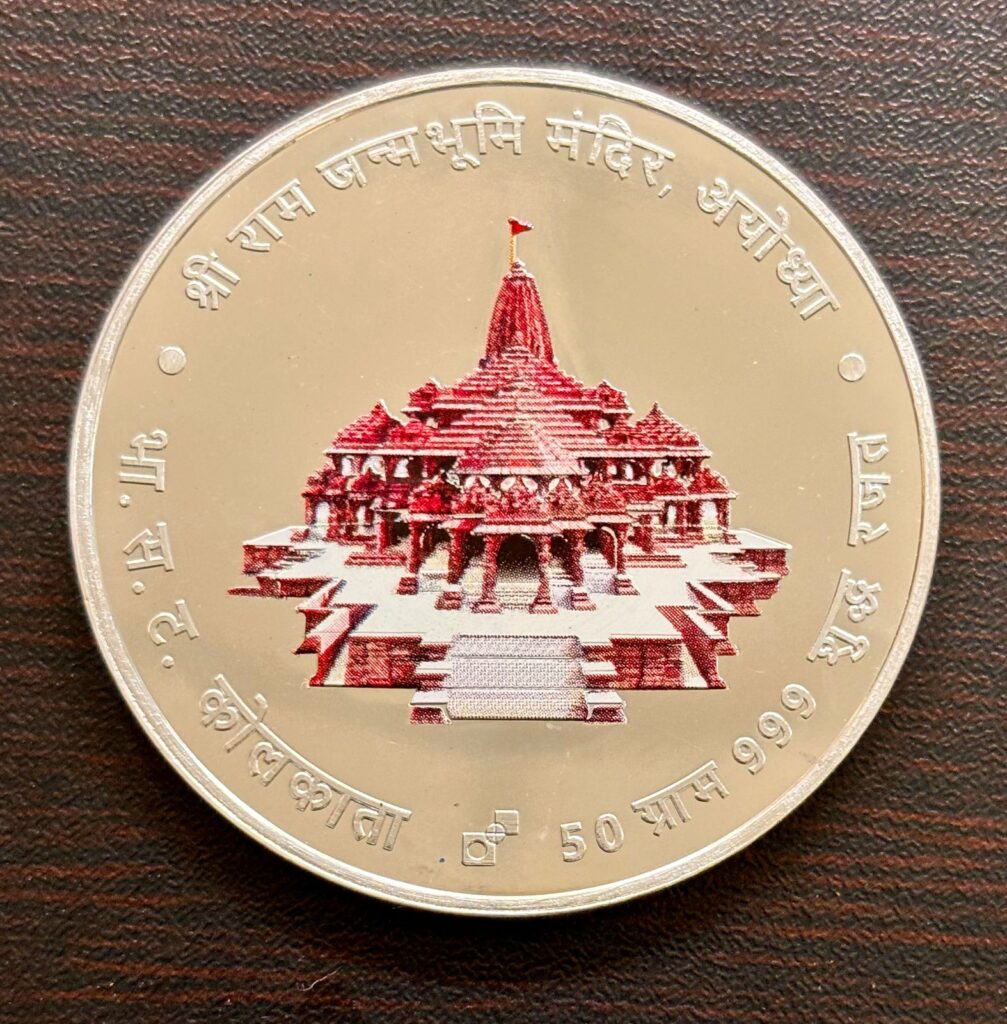 श्री राम जन्मभूमि मंदिर, अयोध्या
भा. स. ट. कोलकाता
50 ग्राम 999 शुद्ध रजत